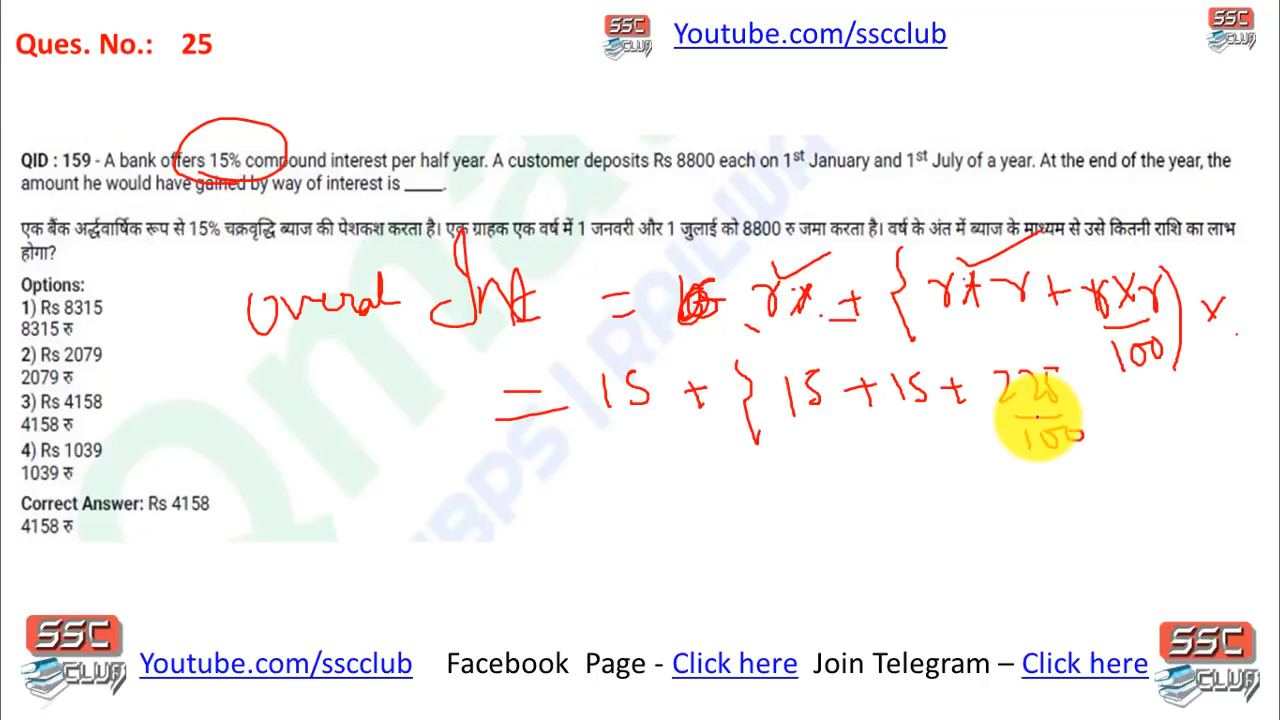 Ques. No.: 25
SSC CLUB
Youtube.com/sscclub
SSC CLUB
QID : 159 - A bank offers 15% compound interest per half year. A customer deposits Rs 8800 each on 1st January and 1st July of a year. At the end of the year, the
amount he would have gained by way of interest is ____.
एक बैंक अर्द्धवार्षिक रूप से 15% चक्रवृद्धि ब्याज की पेशकश करता है। एक ग्राहक एक वर्ष में 1 जनवरी और 1 जुलाई को 8800 रु जमा करता है। वर्ष के अंत में ब्याज के माध्यम से उसे कितनी राशि का लाभ
होगा?
Options:
1) Rs 8315
8315 रु
2) Rs 2079
2079 रु
3) Rs 4158
4158 रु
4) Rs 1039
1039 रु
Correct Answer: Rs 4158
4158 रु
overal Int = r% + { r + r + r×r/100 } ×
= 15 + { 15 + 15 + 225/100
SSC CLUB
Youtube.com/sscclub Facebook Page - Click here Join Telegram – Click here
SSC CLUB